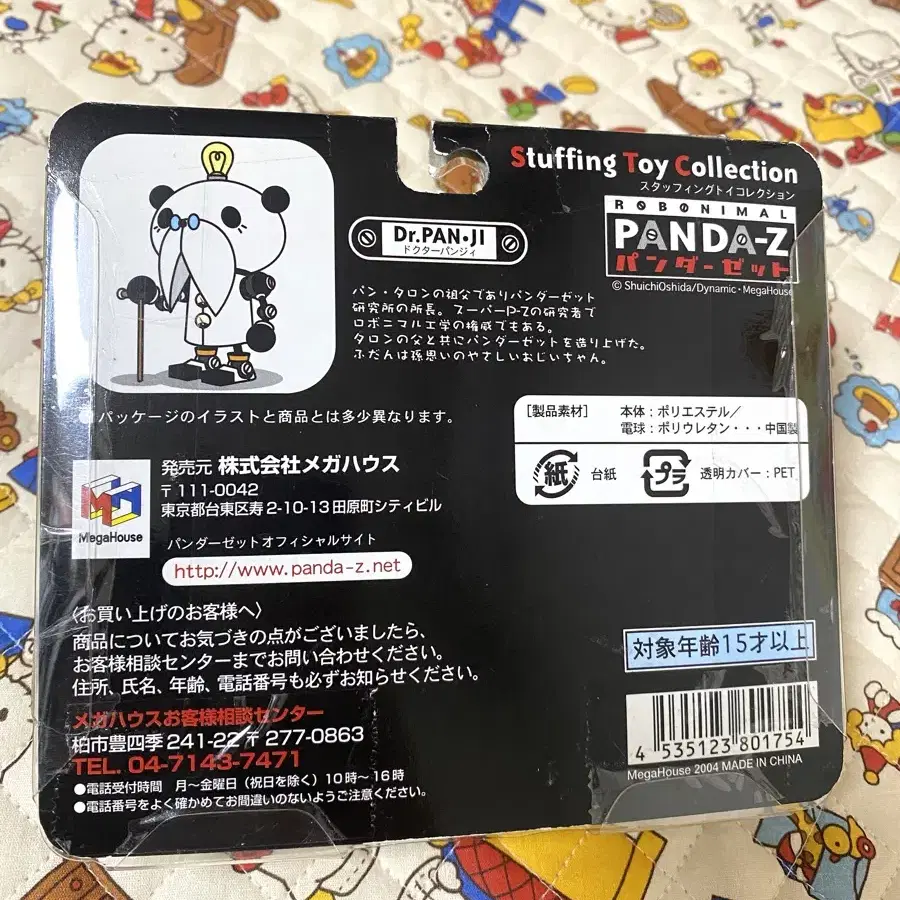 Stuffing Toy Collection
スタッフィングトイコレクション
ROBONIMAL
PANDA-Z
パンダーゼット
© ShuichiOshida/Dynamic・MegaHouse
Dr.PAN・JI
ドクターパンジィ
パン・タロンの祖父でありパンダーゼット
研究所の所長。スーパーP-Zの研究者で
ロボニマル工学の権威でもある。
タロンの父と共にパンダーゼットを造り上げた。
ふだんは孫思いのやさしいおじいちゃん。
●パッケージのイラストと商品とは多少異なります。
[製品素材] 本体:ポリエステル/
電球:ポリウレタン・・・中国製
紙 台紙 プラ 透明カバー:PET
MegaHouse
発売元 株式会社メガハウス
〒111-0042
東京都台東区寿2-10-13田原町シティビル
パンダーゼットオフィシャルサイト
http://www.panda-z.net
〈お買い上げのお客様へ〉
商品についてお気づきの点がございましたら、
お客様相談センターまでお問い合わせください。
住所、氏名、年齢、電話番号も必ずお知らせください。
メガハウスお客様相談センター
柏市豊四季241-22〒277-0863
TEL. 04-7143-7471
●電話受付時間 月〜金曜日(祝日を除く)10時〜16時
●電話番号をよく確かめてお間違いのないようご注意ください。
対象年齢15才以上
4 535123 801754
MegaHouse 2004 MADE IN CHINA